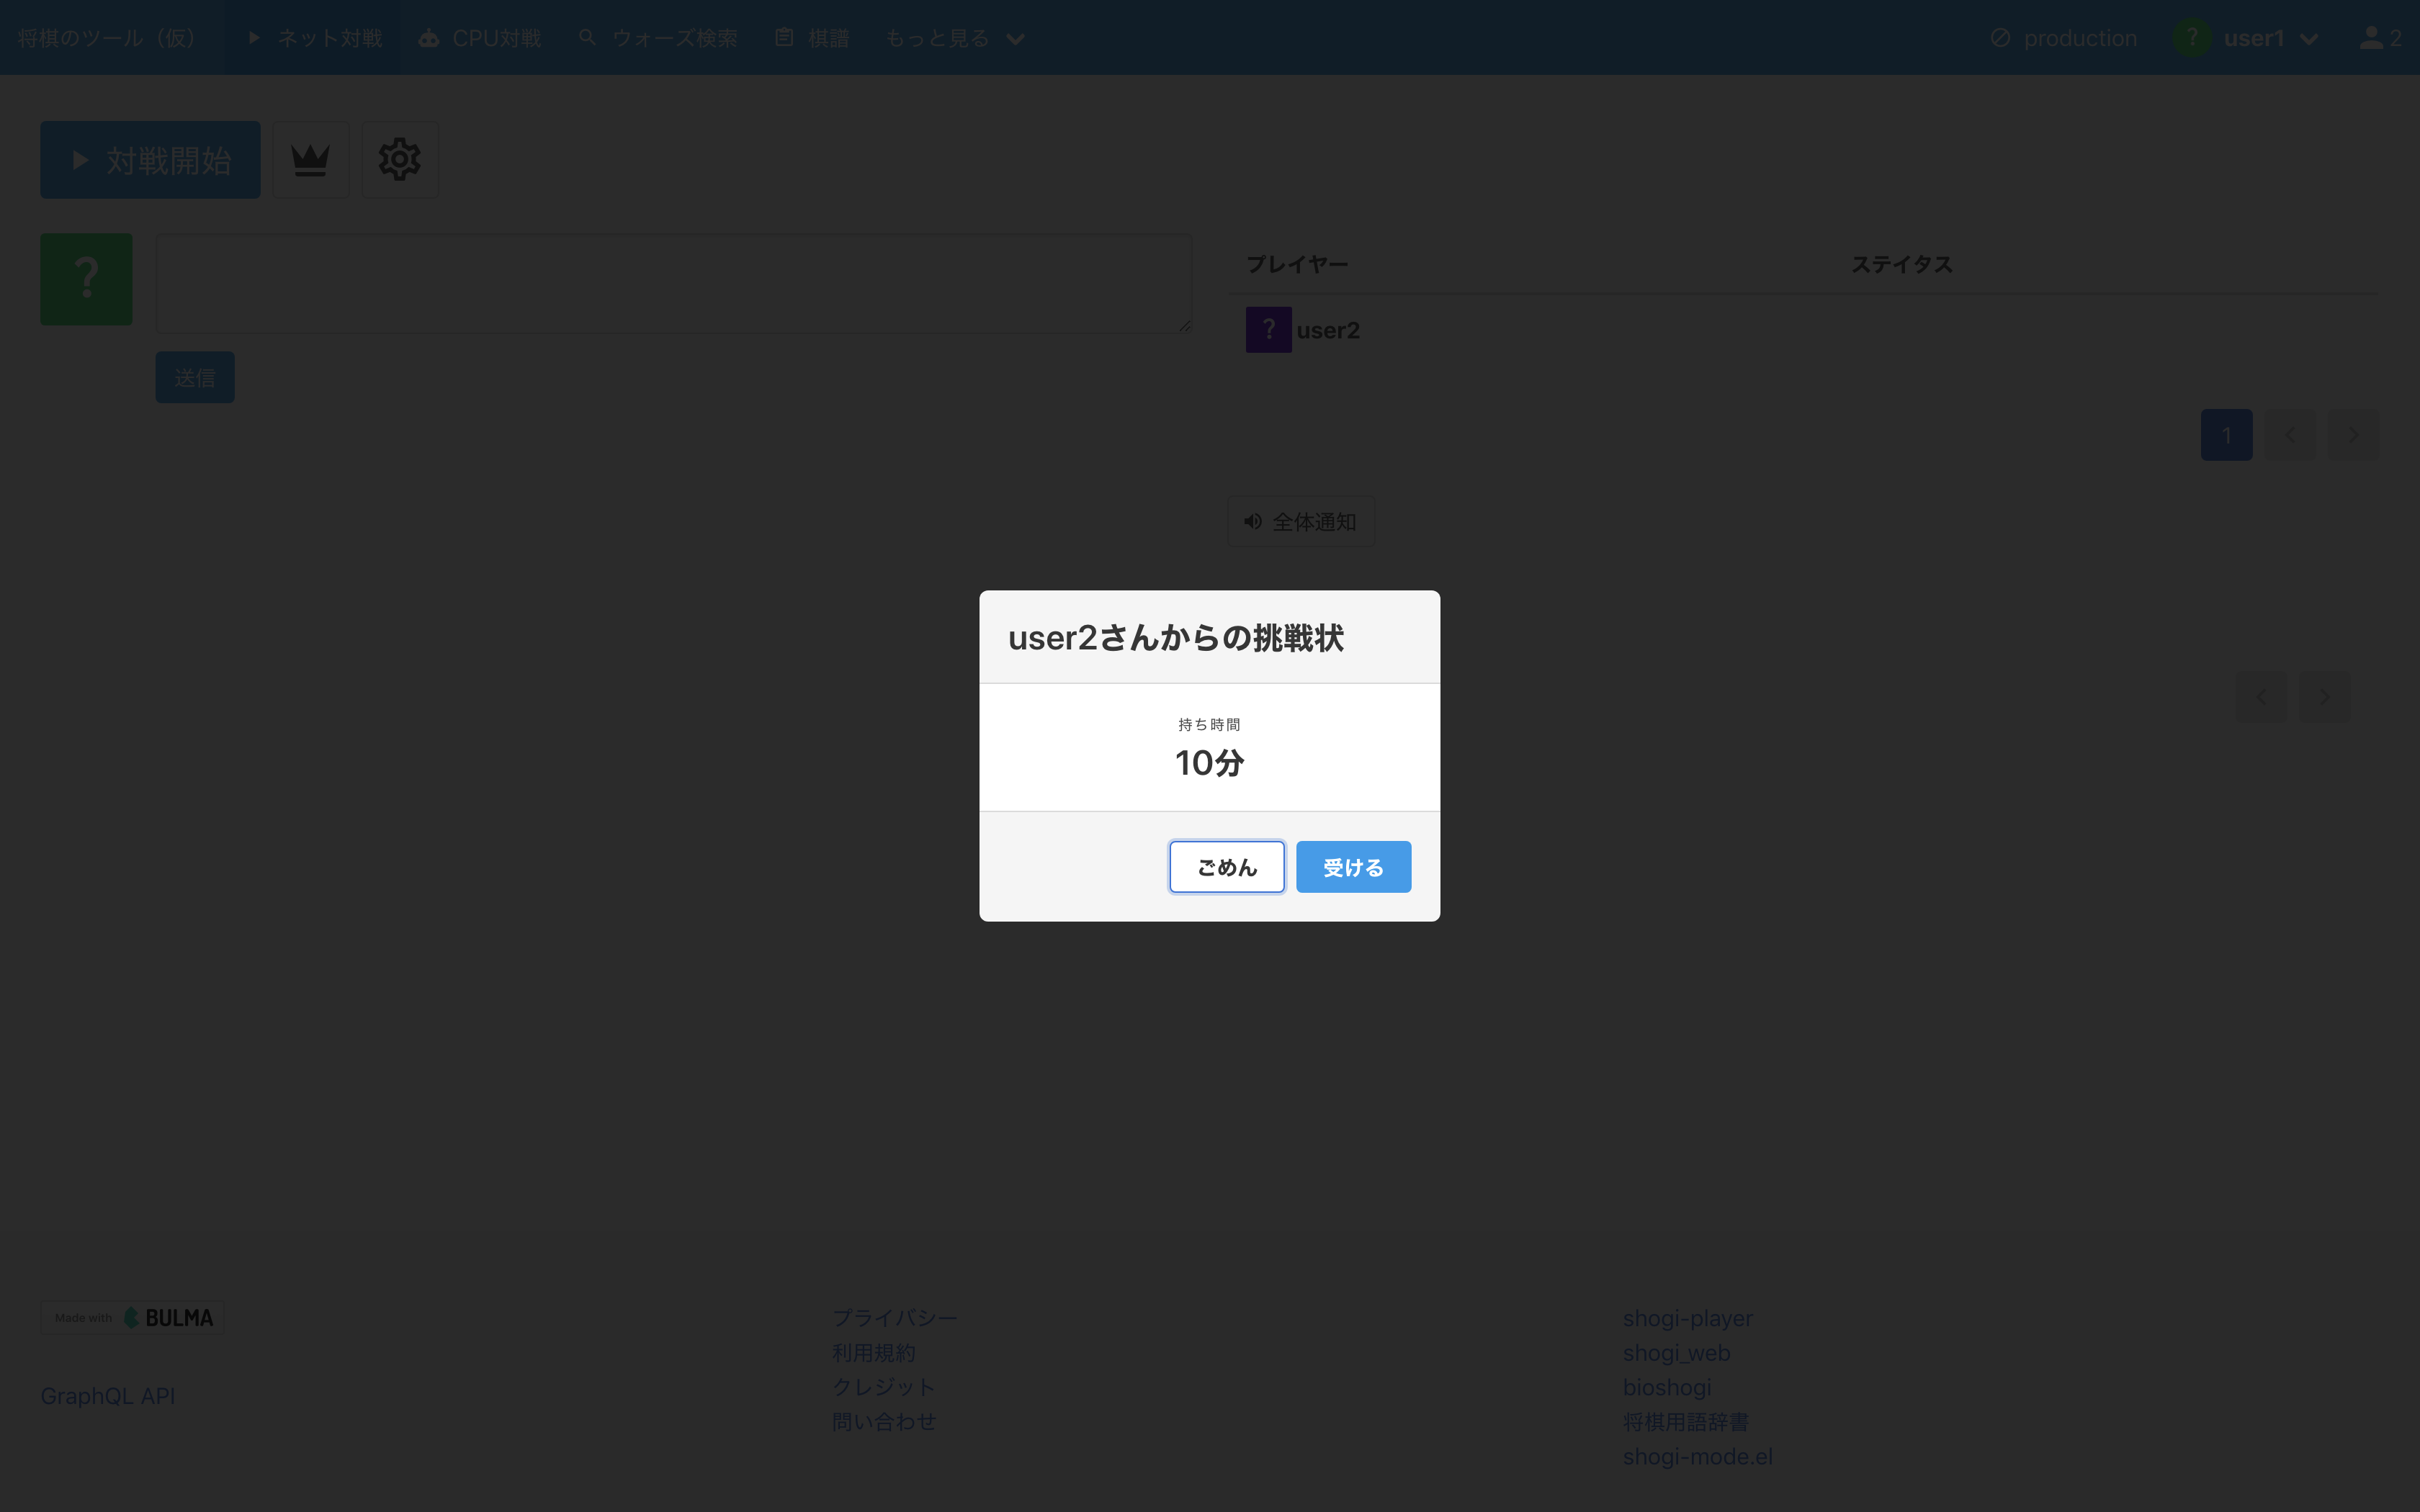 将棋のツール（仮） ネット対戦 CPU対戦 ウォーズ検索 棋譜 もっと見る production ? user1 2
対戦開始
?
送信
プレイヤー ステイタス
? user2
1
全体通知
user2さんからの挑戦状
持ち時間
10分
ごめん 受ける
Made with BULMA
GraphQL API
プライバシー
利用規約
クレジット
問い合わせ
shogi-player
shogi_web
bioshogi
将棋用語辞書
shogi-mode.el